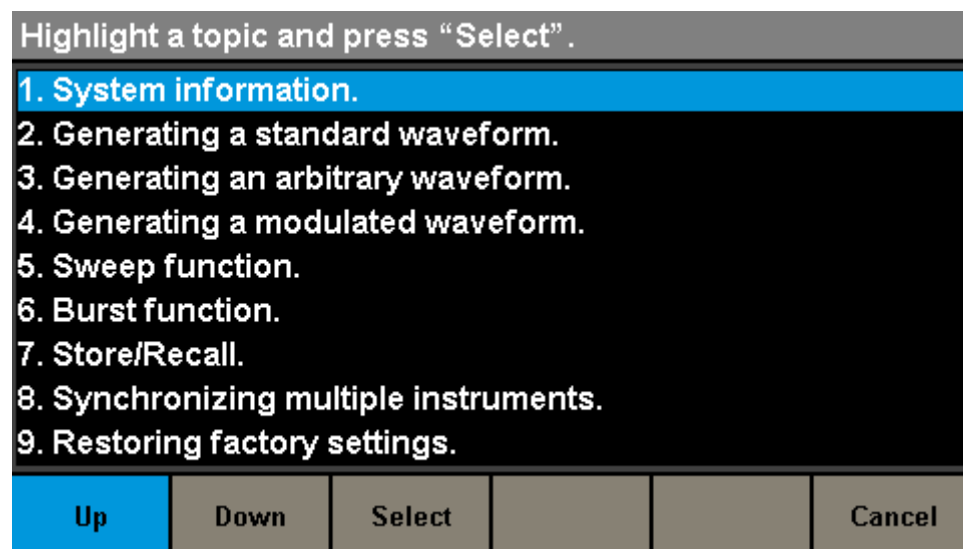 Highlight a topic and press “Select”.
1. System information.
2. Generating a standard waveform.
3. Generating an arbitrary waveform.
4. Generating a modulated waveform.
5. Sweep function.
6. Burst function.
7. Store/Recall.
8. Synchronizing multiple instruments.
9. Restoring factory settings.
Up Down Select Cancel